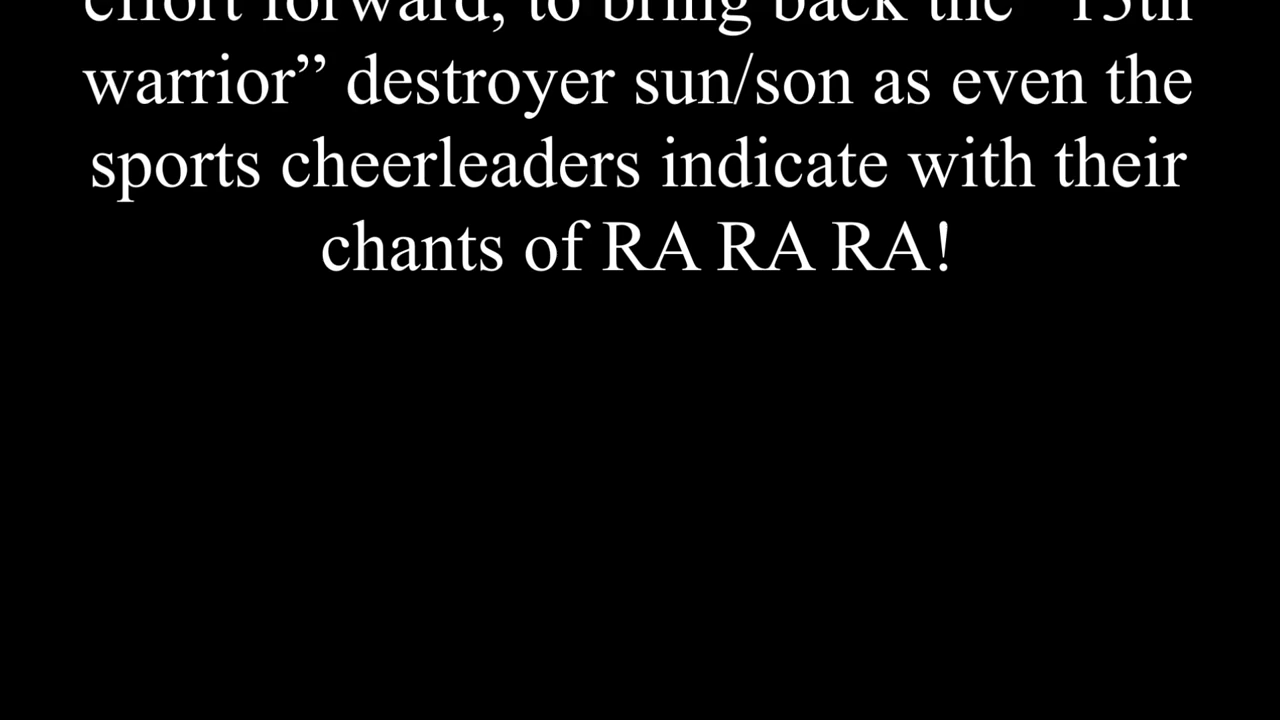 effort forward, to bring back the “13th
warrior” destroyer sun/son as even the
sports cheerleaders indicate with their
chants of RA RA RA!